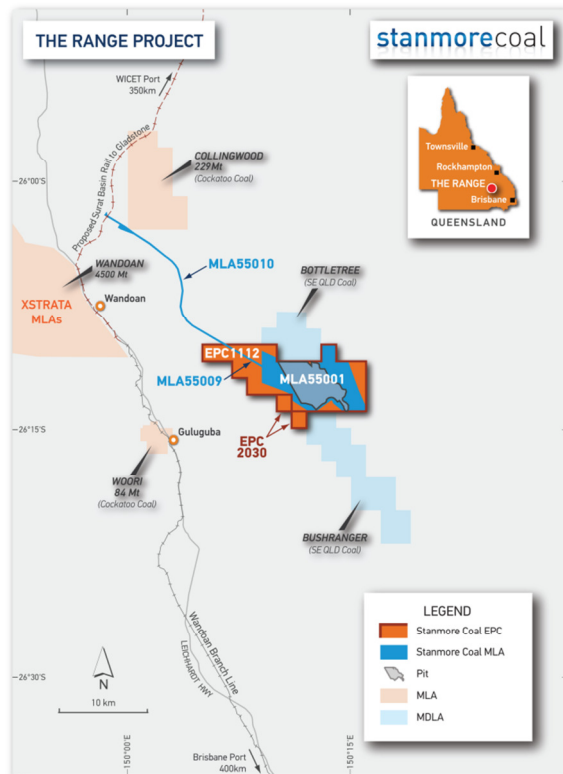 THE RANGE PROJECT
stanmorecoal
WICET Port
350km
Proposed Surat Basin Rail to Gladstone
COLLINGWOOD
229Mt
(Cockatoo Coal)
Townsville
Rockhampton
THE RANGE
Brisbane
QUEENSLAND
-26°00'S
WANDOAN
4500 Mt
MLA55010
BOTTLETREE
(SE QLD Coal)
XSTRATA
MLAs
Wandoan
EPC1112
MLA55001
MLA55009
-26°15'S
Guluguba
EPC
2030
WOORI
84 Mt
(Cockatoo Coal)
BUSHRANGER
(SE QLD Coal)
Wandoan Branch Line
LEICHHARDT HWY
LEGEND
Stanmore Coal EPC
Stanmore Coal MLA
Pit
MLA
MDLA
N
10 km
-26°30'S
Brisbane Port
400km
150°00'E
150°15'E